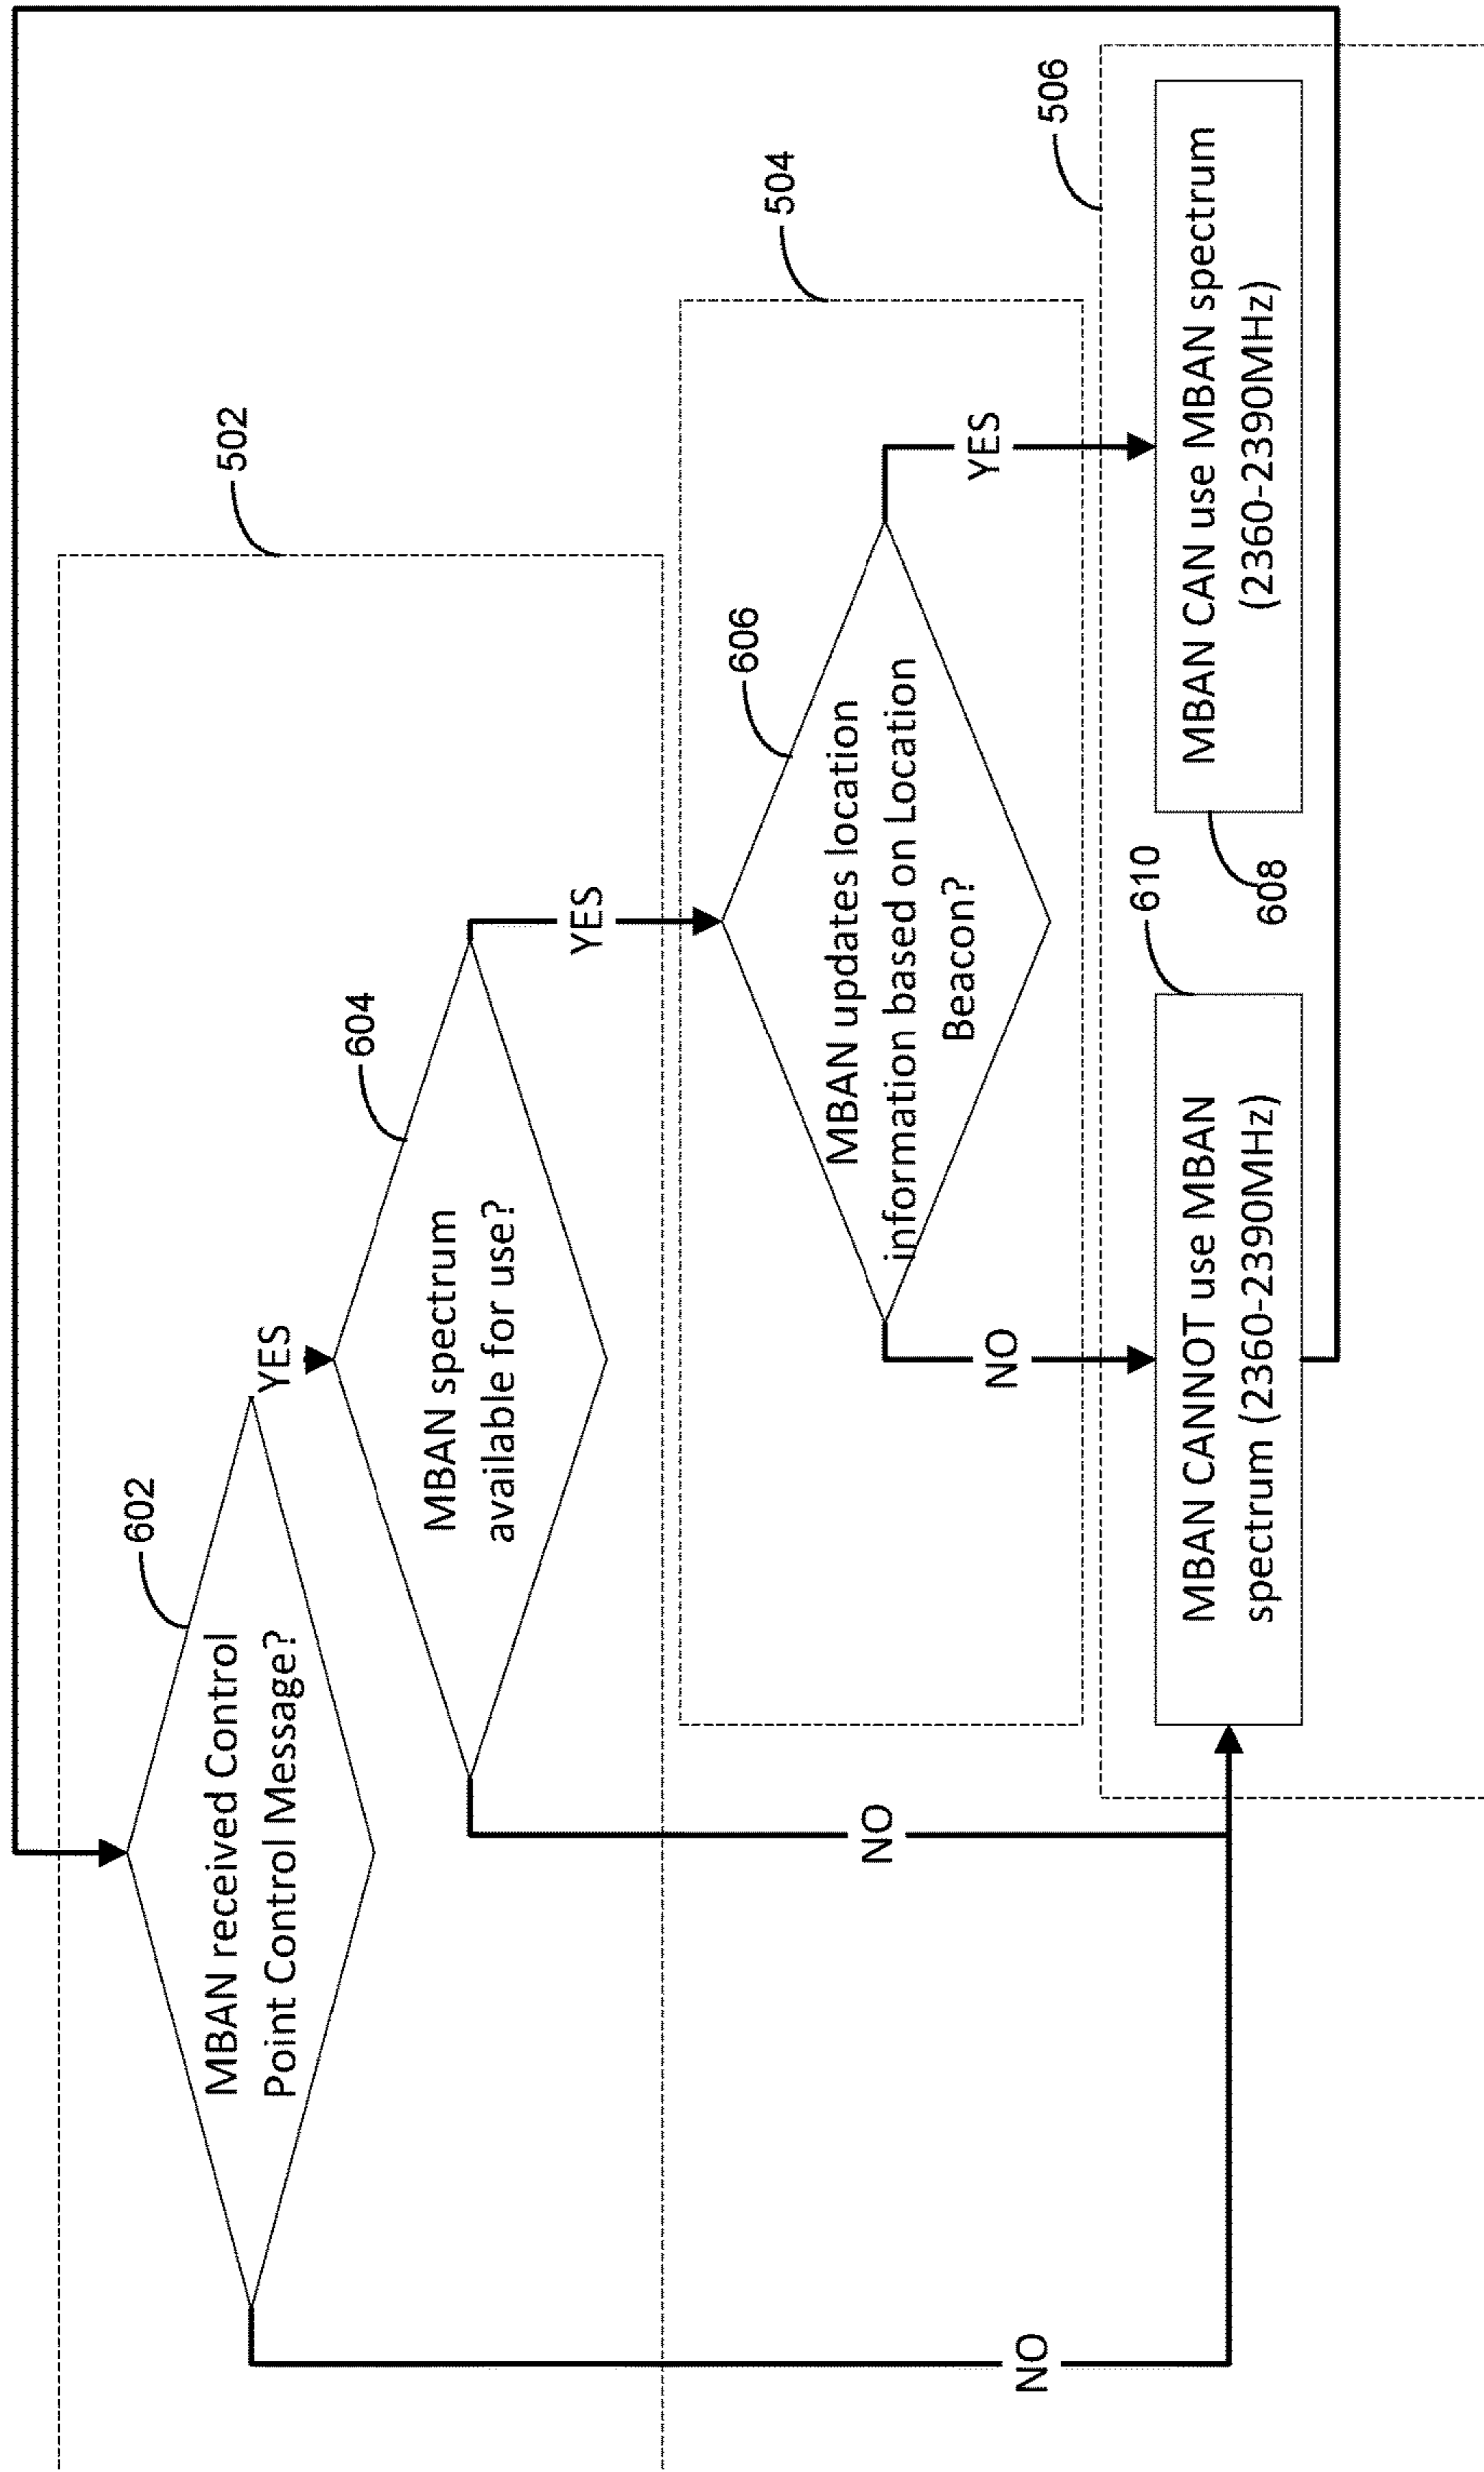 502
602
MBAN received Control
Point Control Message?
YES
604
MBAN spectrum
available for use?
YES
NO
NO
504
606
MBAN updates location
information based on Location
Beacon?
NO
YES
506
610
MBAN CANNOT use MBAN
spectrum (2360-2390MHz)
608
MBAN CAN use MBAN spectrum
(2360-2390MHz)